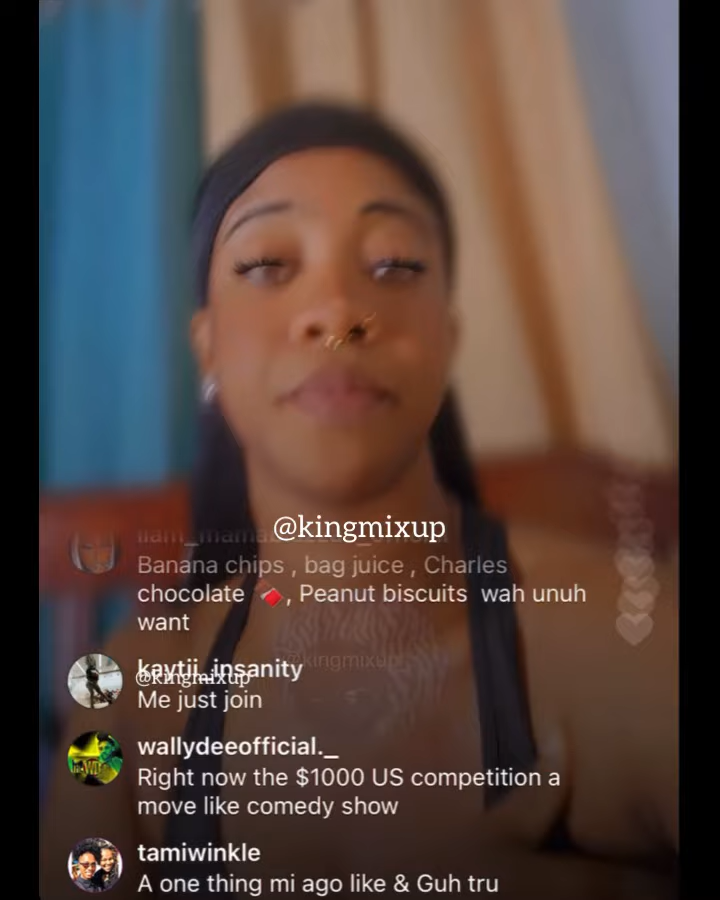 @kingmixup
Banana chips , bag juice , Charles
chocolate 🍫, Peanut biscuits wah unuh
want
kaytii_insanity
@kingmixup
@kingmixup
Me just join
wallydeeofficial._
Right now the $1000 US competition a
move like comedy show
tamiwinkle
A one thing mi ago like & Guh tru